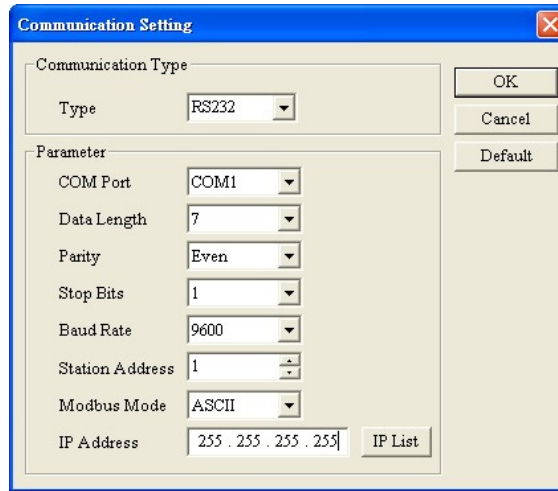 Communication Setting
Communication Type
Type RS232
OK
Cancel
Default
Parameter
COM Port COM1
Data Length 7
Parity Even
Stop Bits 1
Baud Rate 9600
Station Address 1
Modbus Mode ASCII
IP Address 255 . 255 . 255 . 255 IP List